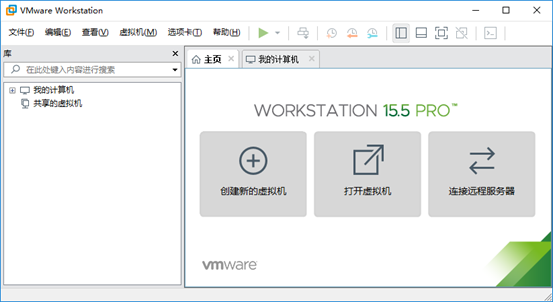 VMware Workstation
文件(F) 编辑(E) 查看(V) 虚拟机(M) 选项卡(T) 帮助(H)
库
在此处键入内容进行搜索
我的计算机
共享的虚拟机
主页 我的计算机
WORKSTATION 15.5 PRO™
创建新的虚拟机 打开虚拟机 连接远程服务器
vmware